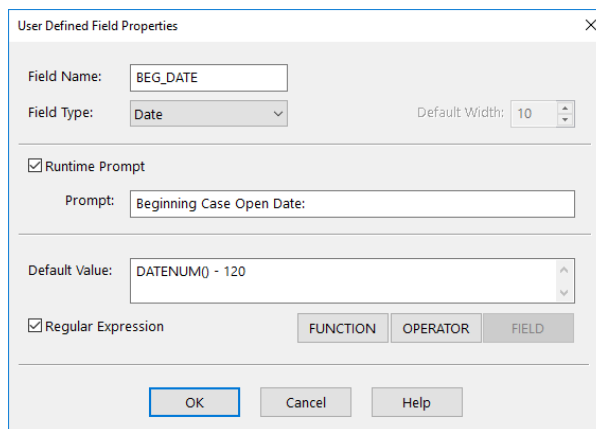 User Defined Field Properties
Field Name: BEG_DATE
Field Type: Date Default Width: 10
Runtime Prompt
Prompt: Beginning Case Open Date:
Default Value: DATENUM() - 120
Regular Expression FUNCTION OPERATOR FIELD
OK Cancel Help